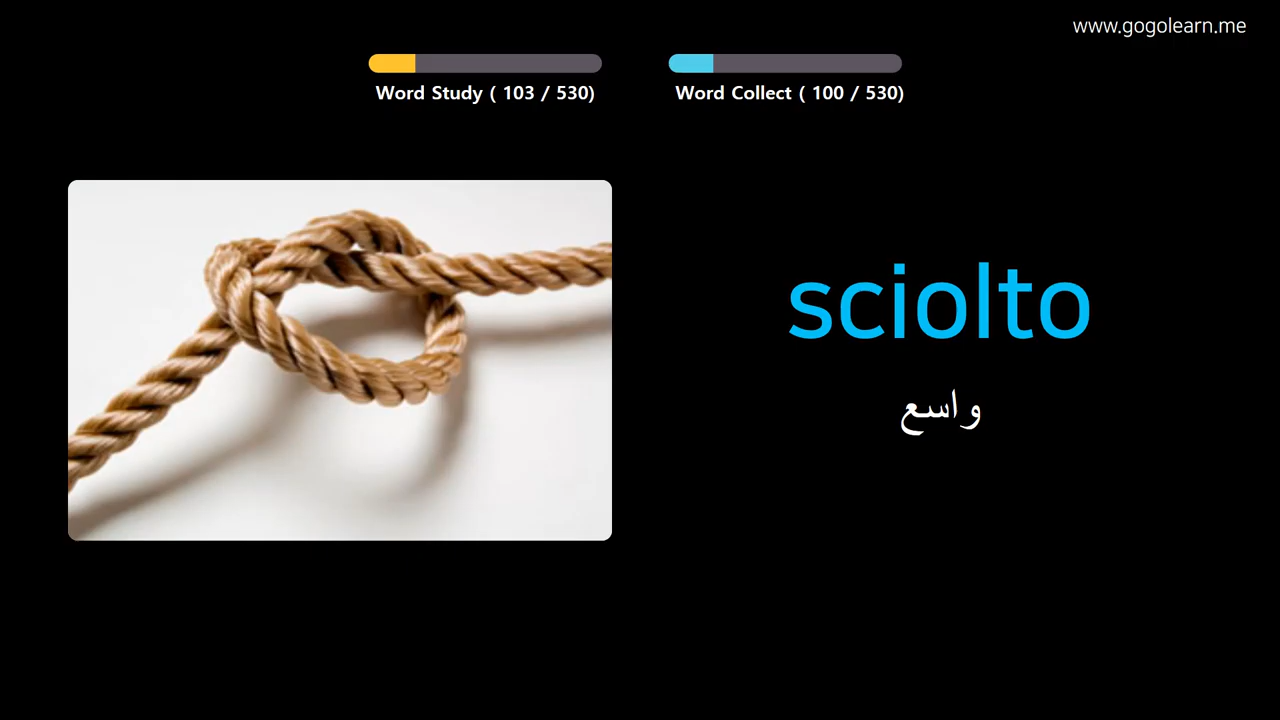 www.gogolearn.me
Word Study ( 103 / 530)
Word Collect ( 100 / 530)
sciolto
واسع